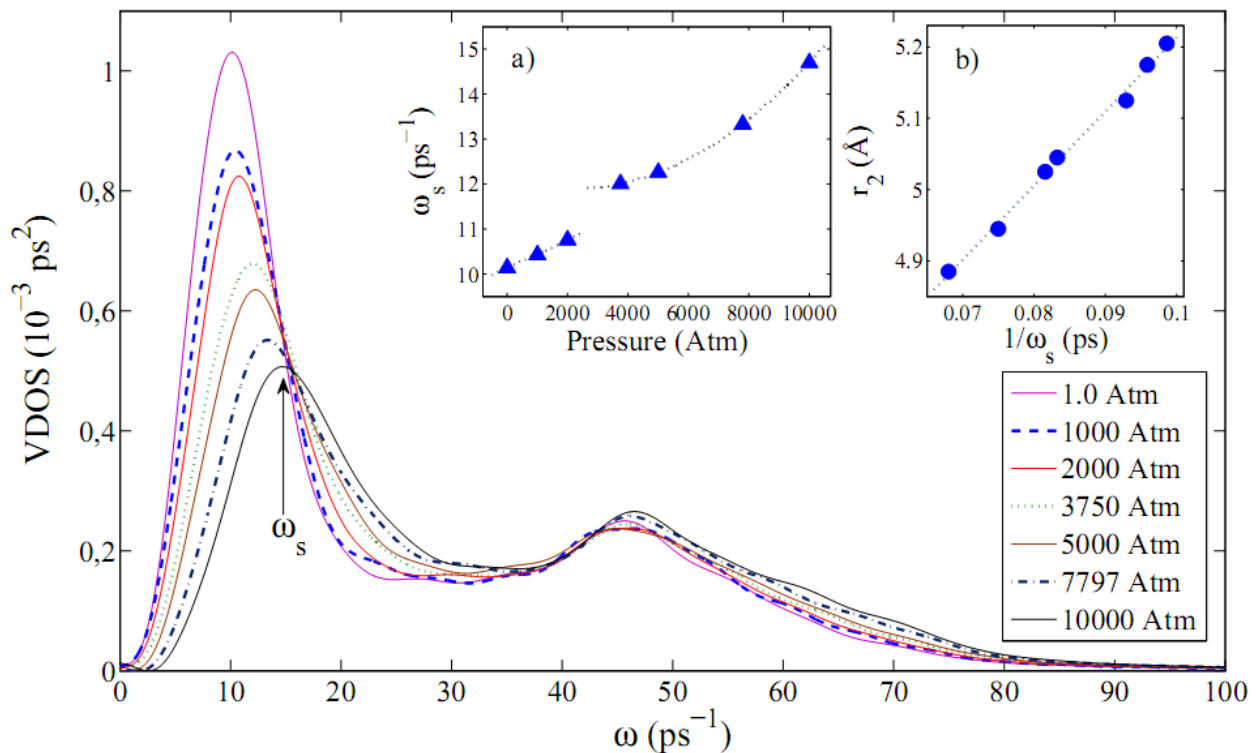 VDOS (10⁻³ ps²)
1
0,8
0,6
0,4
0,2
0
0 10 20 30 40 50 60 70 80 90 100
ω (ps⁻¹)
ωₛ
a)
ωₛ (ps⁻¹)
15
14
13
12
11
10
0 2000 4000 6000 8000 10000
Pressure (Atm)
b)
r₂ (Å)
5.2
5.1
5
4.9
0.07 0.08 0.09 0.1
1/ωₛ (ps)
1.0 Atm
1000 Atm
2000 Atm
3750 Atm
5000 Atm
7797 Atm
10000 Atm